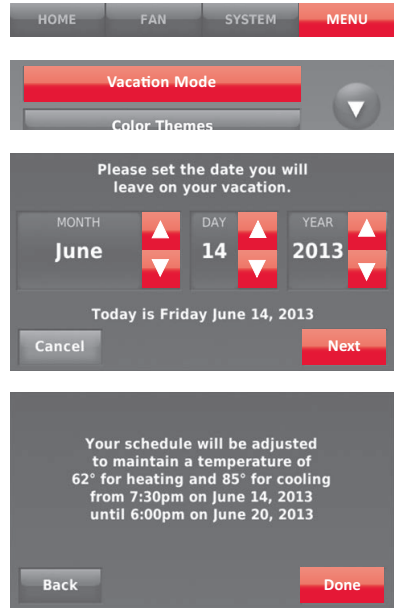 HOME FAN SYSTEM MENU
Vacation Mode
Color Themes
Please set the date you will
leave on your vacation.
MONTH DAY YEAR
June 14 2013
Today is Friday June 14, 2013
Cancel Next
Your schedule will be adjusted
to maintain a temperature of
62° for heating and 85° for cooling
from 7:30pm on June 14, 2013
until 6:00pm on June 20, 2013
Back Done